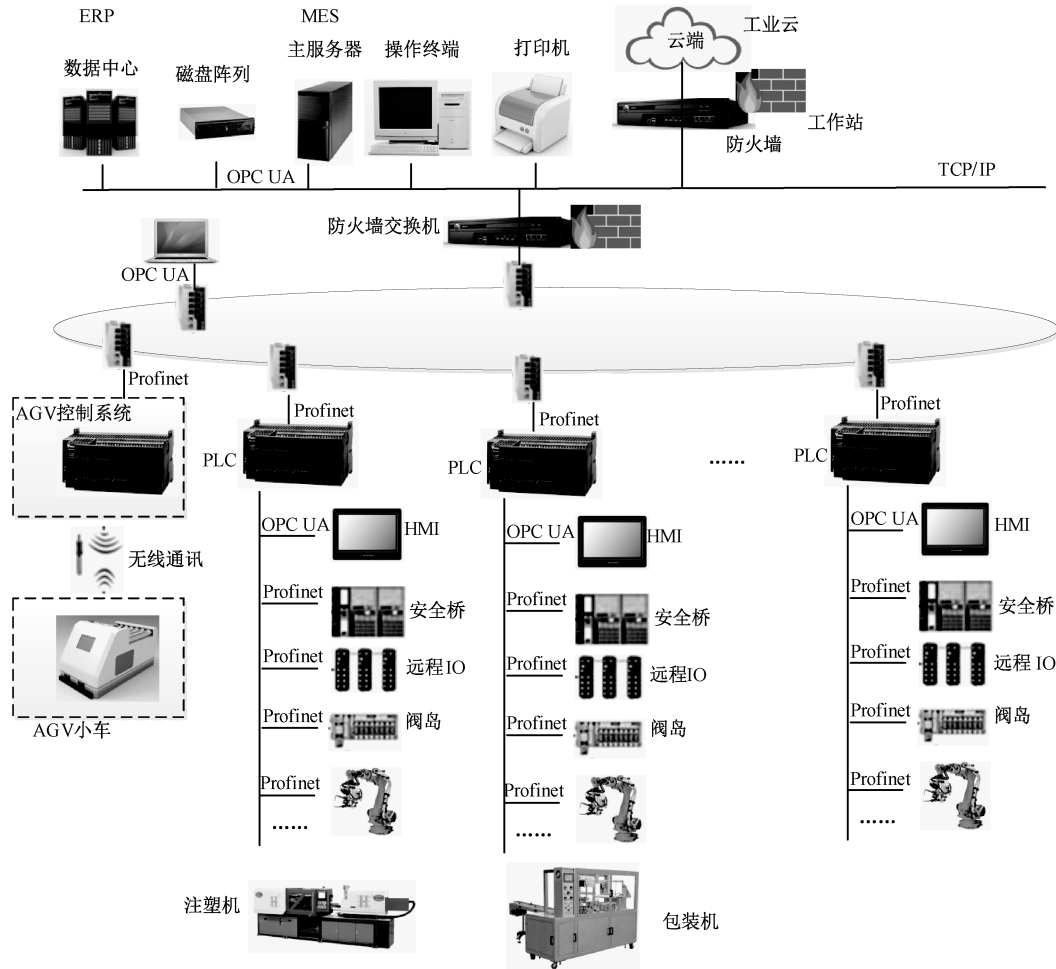 ERP
MES
工业云
云端
数据中心
磁盘阵列
主服务器
操作终端
打印机
工作站
防火墙
OPC UA
TCP/IP
防火墙交换机
OPC UA
Profinet
Profinet
Profinet
Profinet
AGV控制系统
PLC
PLC
……
PLC
无线通讯
AGV小车
OPC UA
HMI
Profinet
安全桥
Profinet
远程IO
Profinet
阀岛
Profinet
……
OPC UA
HMI
Profinet
安全桥
Profinet
远程IO
Profinet
阀岛
Profinet
……
OPC UA
HMI
Profinet
安全桥
Profinet
远程IO
Profinet
阀岛
Profinet
……
注塑机
包装机